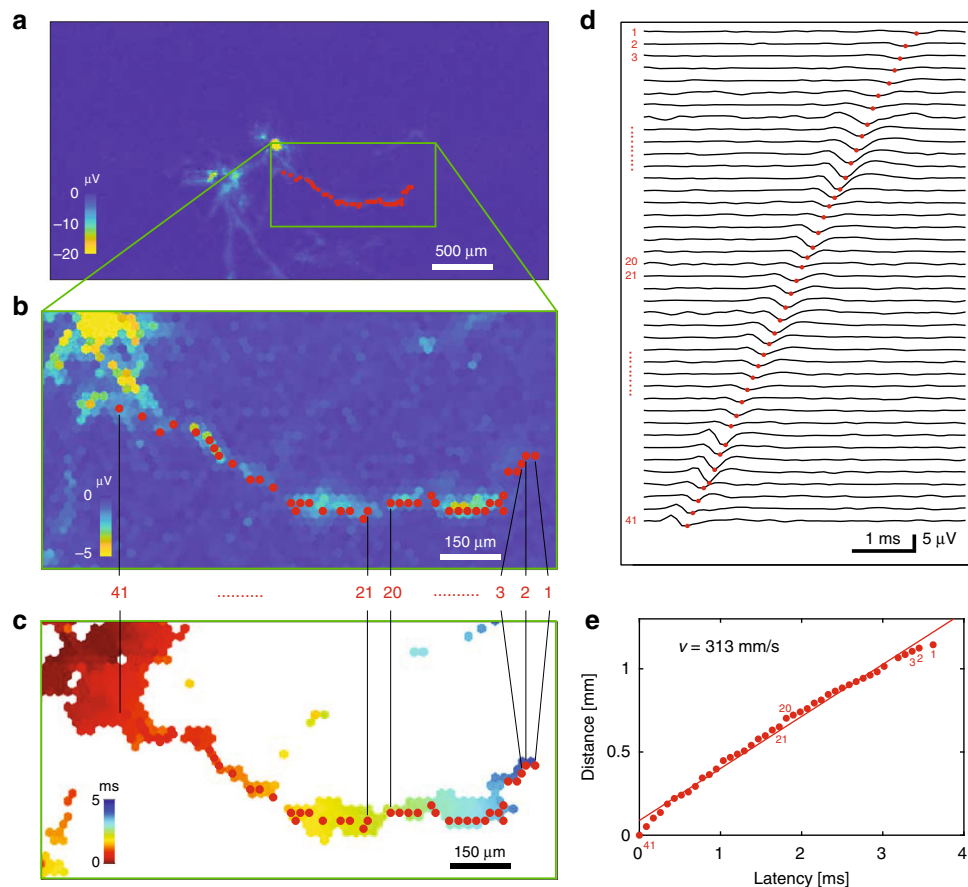 a
μV
0
−10
−20
500 μm
b
μV
0
−5
150 μm
41 .......... 21 20 .......... 3 2 1
c
ms
5
0
150 μm
d
1
2
3
.......
20
21
.......
41
1 ms
5 μV
e
v = 313 mm/s
Distance [mm]
1
0.5
0
1
3 2
20
21
41
0 1 2 3 4
Latency [ms]